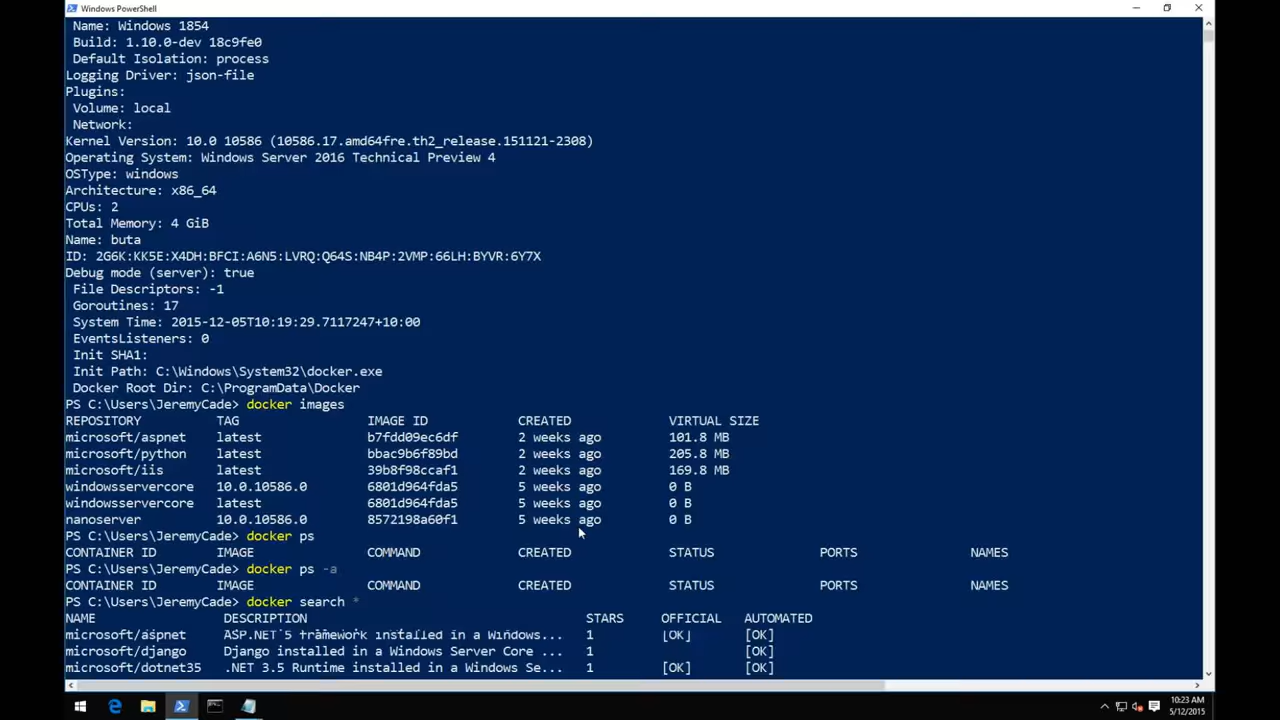 Windows PowerShell
Name: Windows 1854
Build: 1.10.0-dev 18c9fe0
Default Isolation: process
Logging Driver: json-file
Plugins:
Volume: local
Network:
Kernel Version: 10.0 10586 (10586.17.amd64fre.th2_release.151121-2308)
Operating System: Windows Server 2016 Technical Preview 4
OSType: windows
Architecture: x86_64
CPUs: 2
Total Memory: 4 GiB
Name: buta
ID: 2G6K:KK5E:X4DH:BFCI:A6N5:LVRQ:Q64S:NB4P:2VMP:66LH:BYVR:6Y7X
Debug mode (server): true
File Descriptors: -1
Goroutines: 17
System Time: 2015-12-05T10:19:29.7117247+10:00
EventsListeners: 0
Init SHA1:
Init Path: C:\Windows\System32\docker.exe
Docker Root Dir: C:\ProgramData\Docker
PS C:\Users\JeremyCade> docker images
REPOSITORY TAG IMAGE ID CREATED VIRTUAL SIZE
microsoft/aspnet latest b7fdd09ec6df 2 weeks ago 101.8 MB
microsoft/python latest bbac9b6f89bd 2 weeks ago 205.8 MB
microsoft/iis latest 39b8f98ccaf1 2 weeks ago 169.8 MB
windowsservercore 10.0.10586.0 6801d964fda5 5 weeks ago 0 B
windowsservercore latest 6801d964fda5 5 weeks ago 0 B
nanoserver 10.0.10586.0 8572198a60f1 5 weeks ago 0 B
PS C:\Users\JeremyCade> docker ps
CONTAINER ID IMAGE COMMAND CREATED STATUS PORTS NAMES
PS C:\Users\JeremyCade> docker ps -a
CONTAINER ID IMAGE COMMAND CREATED STATUS PORTS NAMES
PS C:\Users\JeremyCade> docker search *
NAME DESCRIPTION STARS OFFICIAL AUTOMATED
microsoft/aspnet ASP.NET 5 framework installed in a Windows... 1 [OK] [OK]
microsoft/django Django installed in a Windows Server Core ... 1 [OK]
microsoft/dotnet35 .NET 3.5 Runtime installed in a Windows Se... 1 [OK] [OK]
10:23 AM
5/12/2015